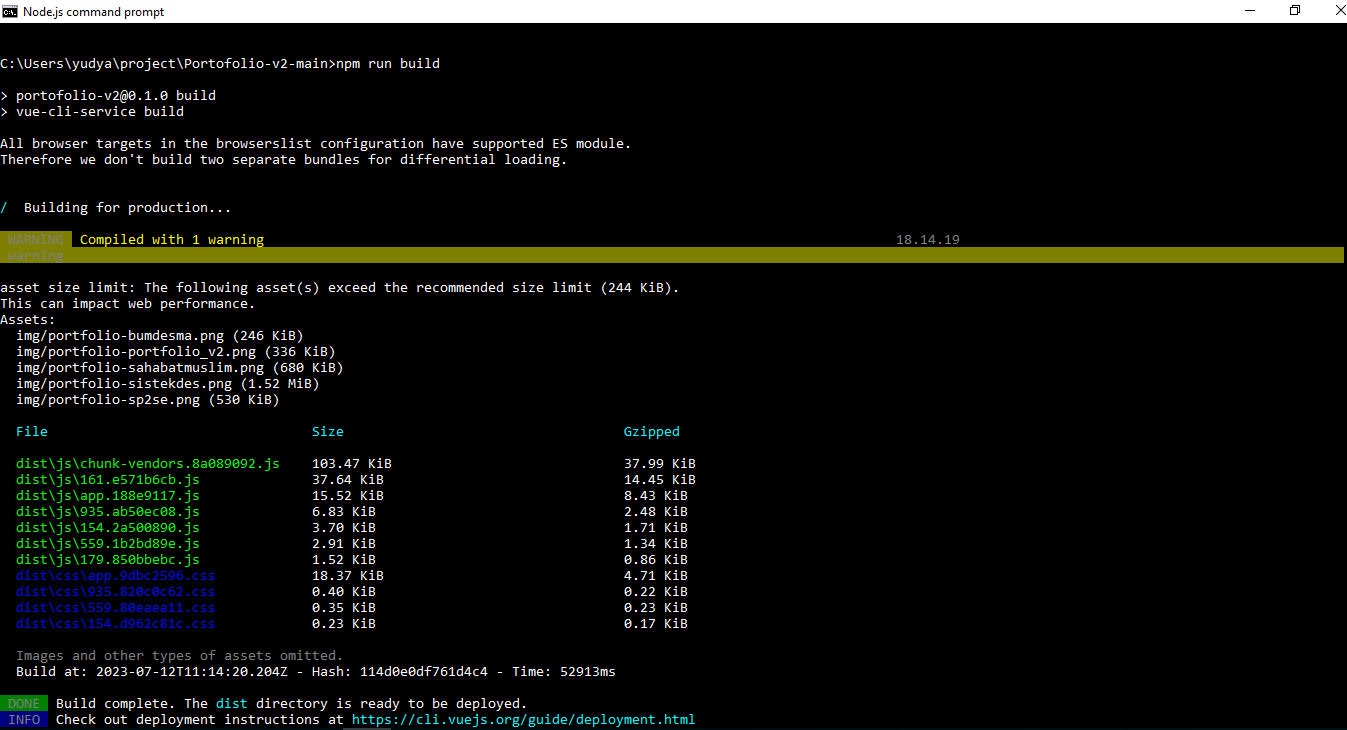 Node.js command prompt
C:\Users\yudya\project\Portofolio-v2-main>npm run build
> portofolio-v2@0.1.0 build
> vue-cli-service build
All browser targets in the browserslist configuration have supported ES module.
Therefore we don't build two separate bundles for differential loading.
/ Building for production...
WARNING Compiled with 1 warning 18.14.19
warning
asset size limit: The following asset(s) exceed the recommended size limit (244 KiB).
This can impact web performance.
Assets:
img/portfolio-bumdesma.png (246 KiB)
img/portfolio-portfolio_v2.png (336 KiB)
img/portfolio-sahabatmuslim.png (680 KiB)
img/portfolio-sistekdes.png (1.52 MiB)
img/portfolio-sp2se.png (530 KiB)
File Size Gzipped
dist\js\chunk-vendors.8a089092.js 103.47 KiB 37.99 KiB
dist\js\161.e571b6cb.js 37.64 KiB 14.45 KiB
dist\js\app.188e9117.js 15.52 KiB 8.43 KiB
dist\js\935.ab50ec08.js 6.83 KiB 2.48 KiB
dist\js\154.2a500890.js 3.70 KiB 1.71 KiB
dist\js\559.1b2bd89e.js 2.91 KiB 1.34 KiB
dist\js\179.850bbebc.js 1.52 KiB 0.86 KiB
dist\css\app.9dbc2596.css 18.37 KiB 4.71 KiB
dist\css\935.820c0c62.css 0.40 KiB 0.22 KiB
dist\css\559.80eaea11.css 0.35 KiB 0.23 KiB
dist\css\154.d962c81c.css 0.23 KiB 0.17 KiB
Images and other types of assets omitted.
Build at: 2023-07-12T11:14:20.204Z - Hash: 114d0e0df761d4c4 - Time: 52913ms
DONE Build complete. The dist directory is ready to be deployed.
INFO Check out deployment instructions at https://cli.vuejs.org/guide/deployment.html